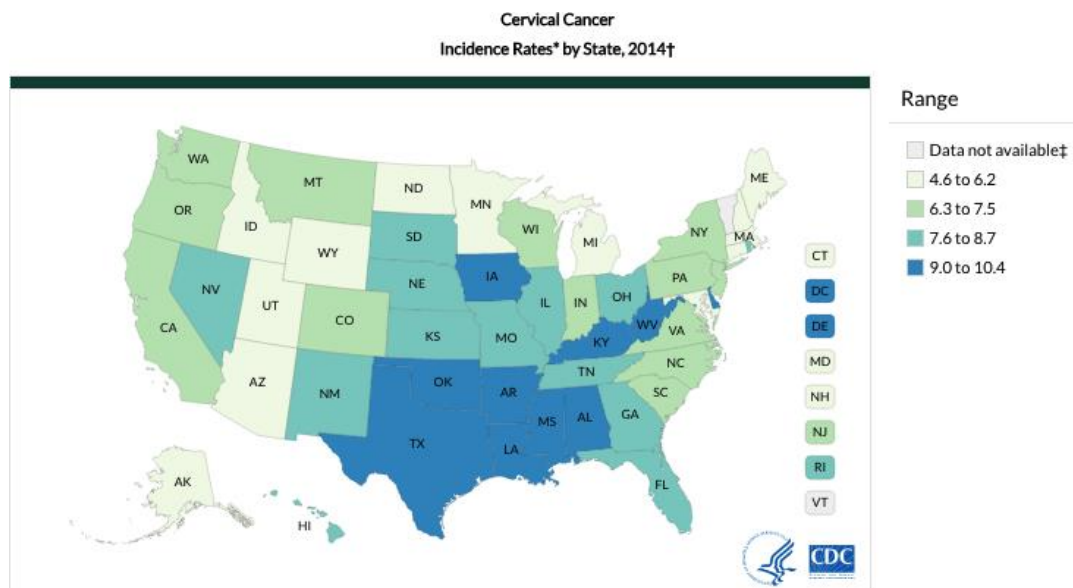 Cervical Cancer
Incidence Rates* by State, 2014†
Range
Data not available‡
4.6 to 6.2
6.3 to 7.5
7.6 to 8.7
9.0 to 10.4
WA
MT
ND
MN
ME
OR
ID
WY
SD
WI
MI
NY
MA
NV
UT
CO
NE
IA
IL
IN
OH
PA
CA
KS
MO
KY
WV
VA
AZ
NM
OK
AR
TN
NC
SC
TX
LA
MS
AL
GA
FL
AK
HI
CT
DC
DE
MD
NH
NJ
RI
VT
CDC